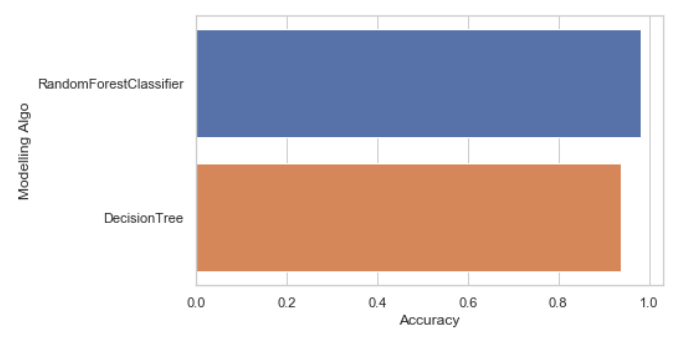 Modelling Algo
RandomForestClassifier
DecisionTree
0.0 0.2 0.4 0.6 0.8 1.0
Accuracy